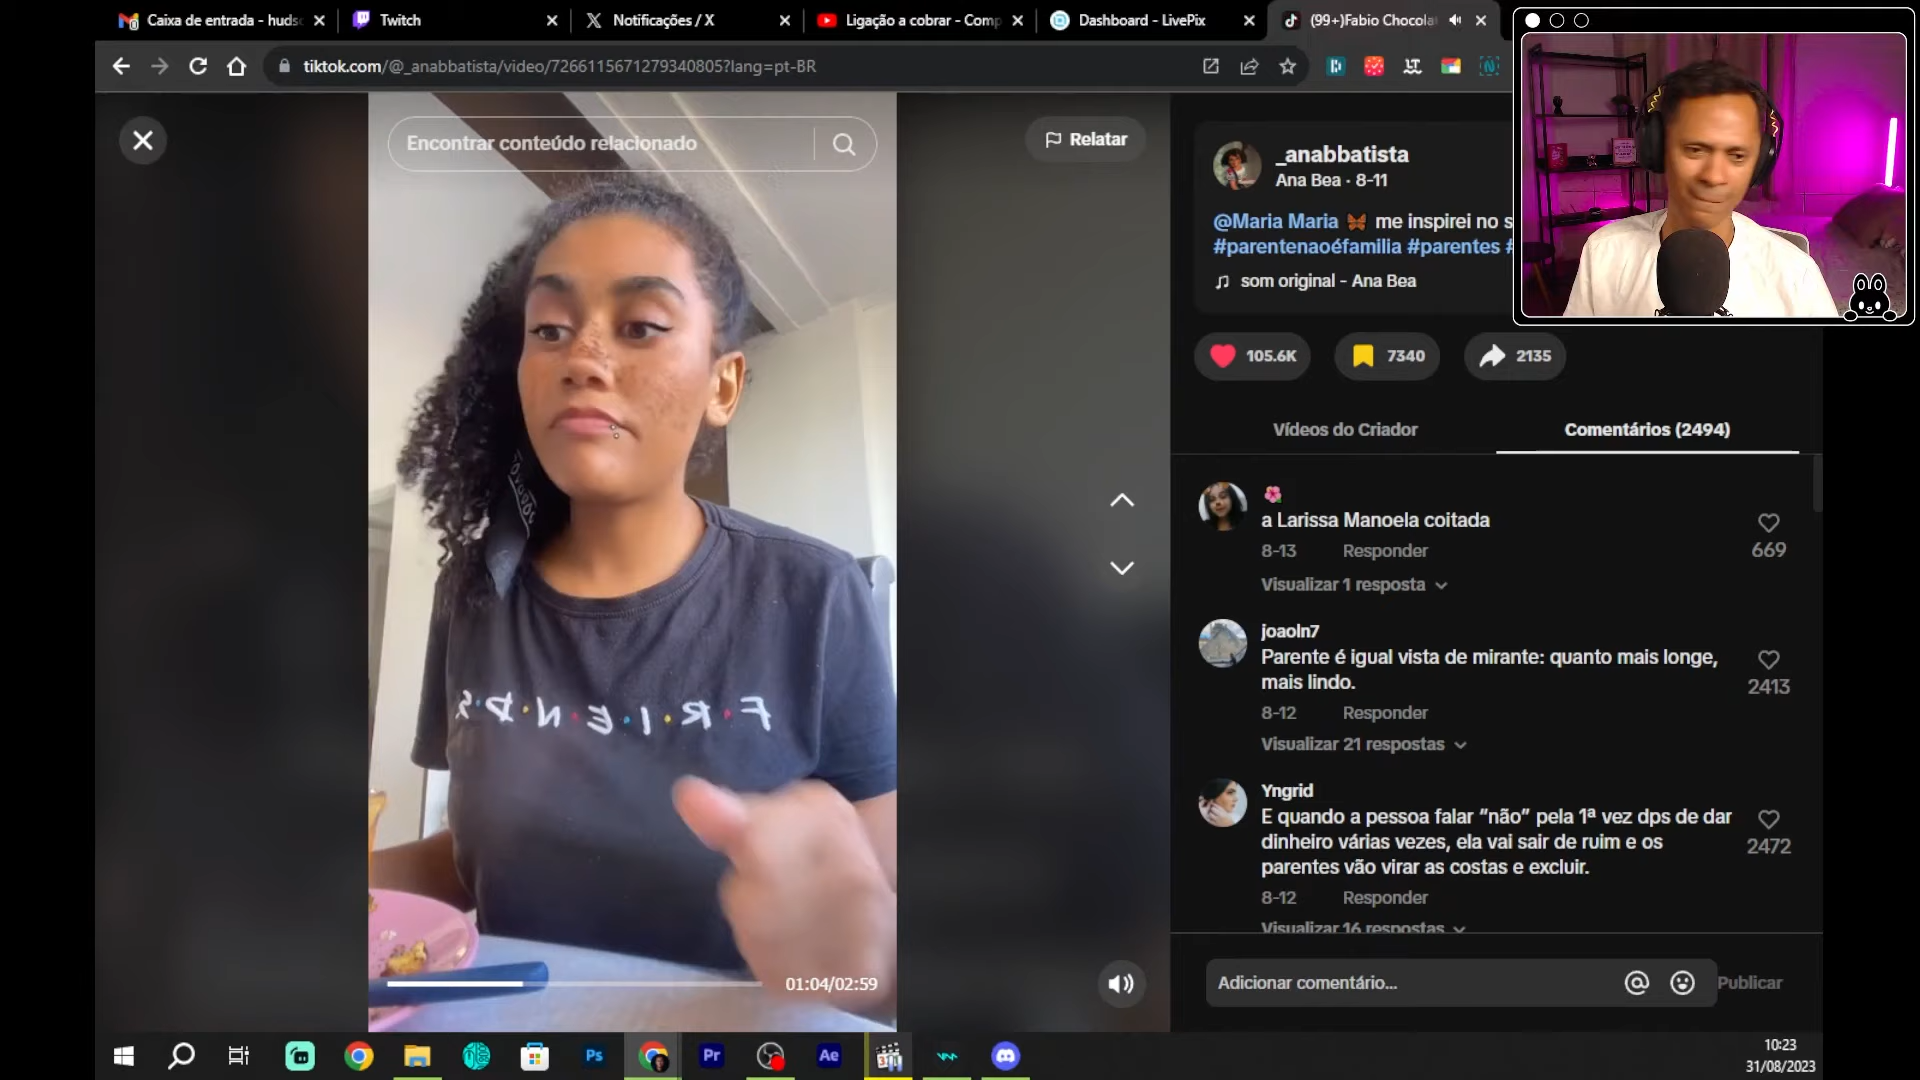 Caixa de entrada - huds
Twitch
Notificações / X
Ligação a cobrar - Comp
Dashboard - LivePix
(99+)Fabio Chocola
tiktok.com/@_anabbatista/video/7266115671279340805?lang=pt-BR
Encontrar conteúdo relacionado
Relatar
_anabbatista
Ana Bea · 8-11
@Maria Maria 🦋 me inspirei no s
#parentenaoéfamilia #parentes #
som original - Ana Bea
105.6K
7340
2135
Vídeos do Criador
Comentários (2494)
🌺
a Larissa Manoela coitada
669
8-13 Responder
Visualizar 1 resposta
joaoln7
Parente é igual vista de mirante: quanto mais longe,
mais lindo.
2413
8-12 Responder
Visualizar 21 respostas
Yngrid
E quando a pessoa falar “não” pela 1ª vez dps de dar
dinheiro várias vezes, ela vai sair de ruim e os
parentes vão virar as costas e excluir.
2472
8-12 Responder
Visualizar 16 respostas
F·R·I·E·N·D·S
01:04/02:59
Adicionar comentário...
Publicar
Ps
Pr
Ae
10:23
31/08/2023